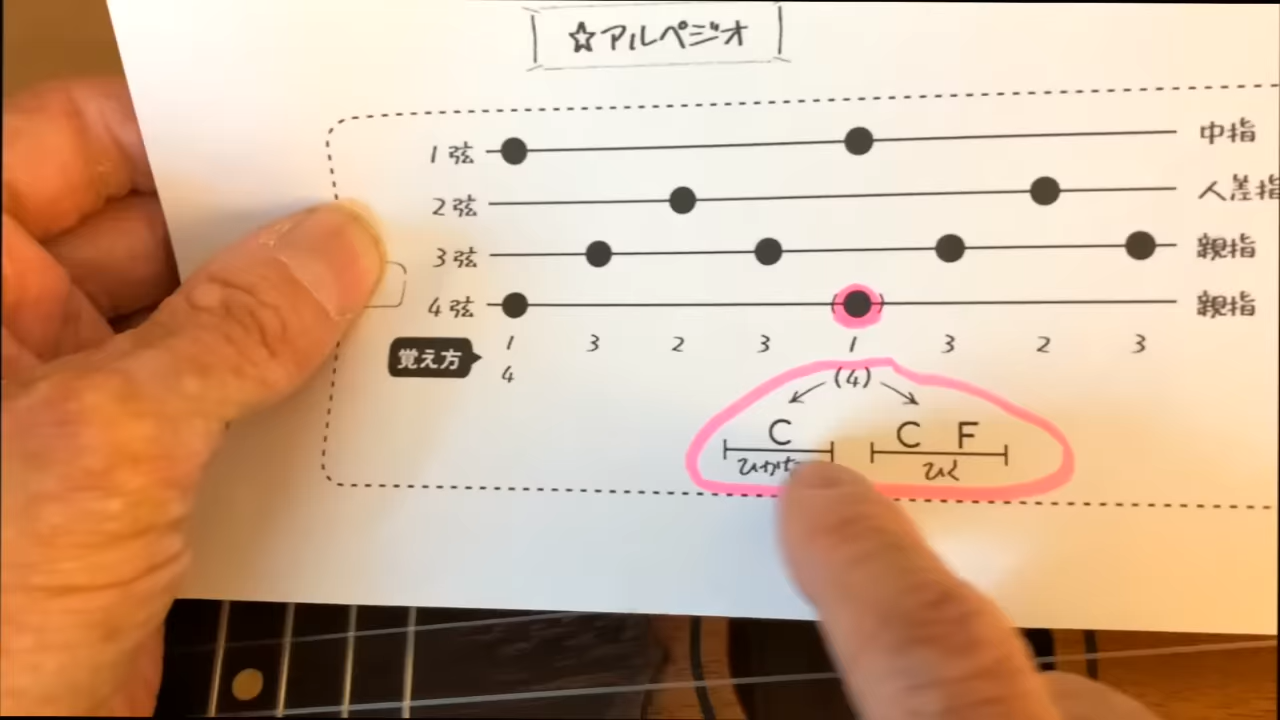 ☆アルペジオ
1弦 中指
2弦 人差指
3弦 親指
4弦 ( ) 親指
覚え方 1 3 2 3 1 3 2 3
4 (4)
C C F
ひく